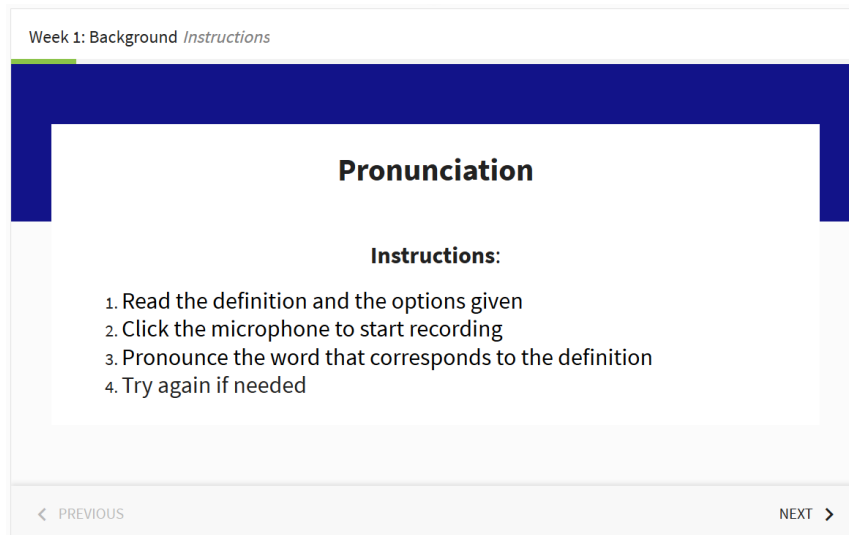 Week 1: Background Instructions
Pronunciation
Instructions:
1. Read the definition and the options given
2. Click the microphone to start recording
3. Pronounce the word that corresponds to the definition
4. Try again if needed
PREVIOUS
NEXT